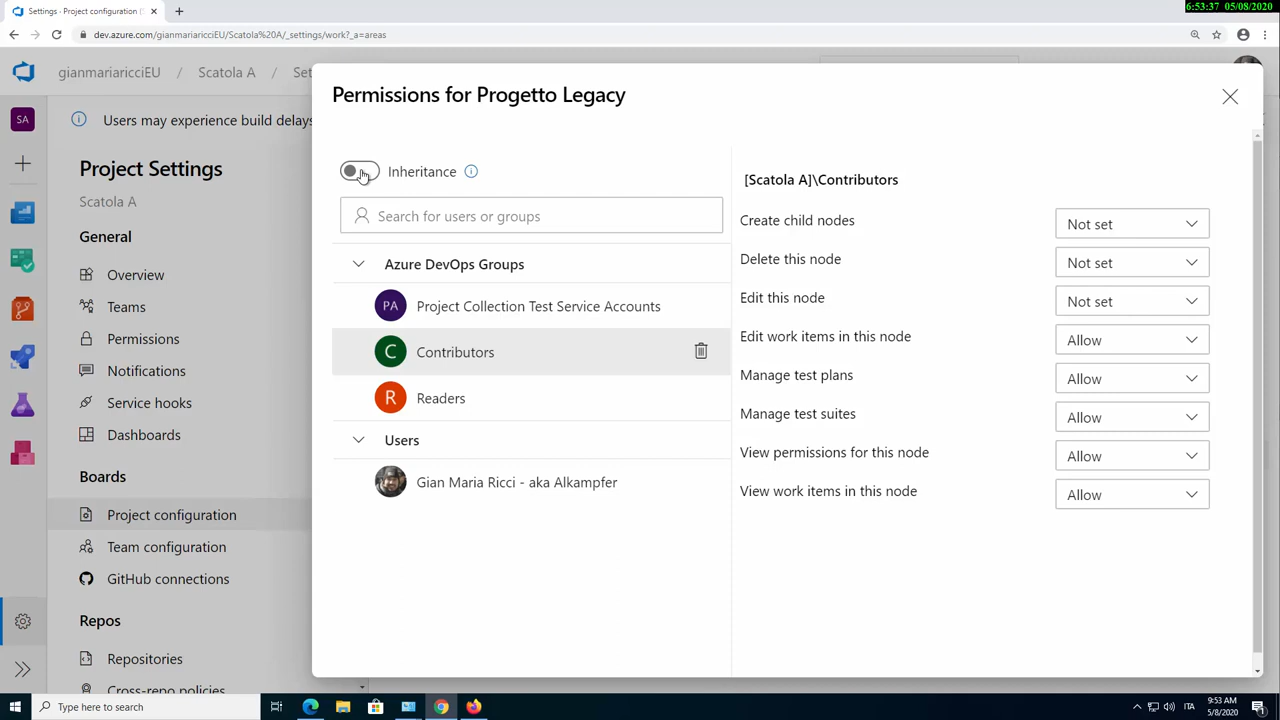 6:53:37 05/08/2020
Settings - Project configuration (S
dev.azure.com/gianmariaricciEU/Scatola%20A/_settings/work?_a=areas
gianmariaricciEU / Scatola A / Set
Users may experience build delays
SA
Project Settings
Scatola A
General
Overview
Teams
Permissions
Notifications
Service hooks
Dashboards
Boards
Project configuration
Team configuration
GitHub connections
Repos
Repositories
Cross-repo policies
Permissions for Progetto Legacy
Inheritance
Search for users or groups
Azure DevOps Groups
PA Project Collection Test Service Accounts
C Contributors
R Readers
Users
Gian Maria Ricci - aka Alkampfer
[Scatola A]\Contributors
Create child nodes Not set
Delete this node Not set
Edit this node Not set
Edit work items in this node Allow
Manage test plans Allow
Manage test suites Allow
View permissions for this node Allow
View work items in this node Allow
Type here to search
ITA
9:53 AM
5/8/2020
1